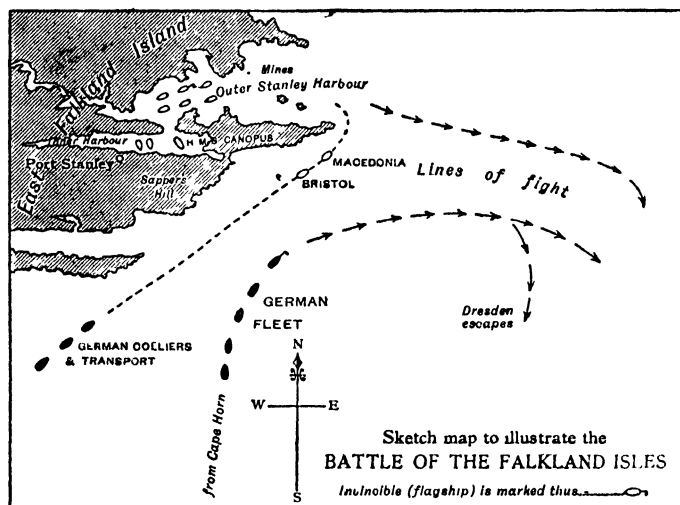 East Falkland Island
Mines
Outer Stanley Harbour
Harbour
H.M.S. CANOPUS
Port Stanley
Sappers
Hill
MACEDONIA
BRISTOL
Lines of fight
GERMAN
FLEET
Dresden
escapes
GERMAN COLLIERS
& TRANSPORT
from Cape Horn
N
W
E
S
Sketch map to illustrate the
BATTLE OF THE FALKLAND ISLES
Invincible (flagship) is marked thus